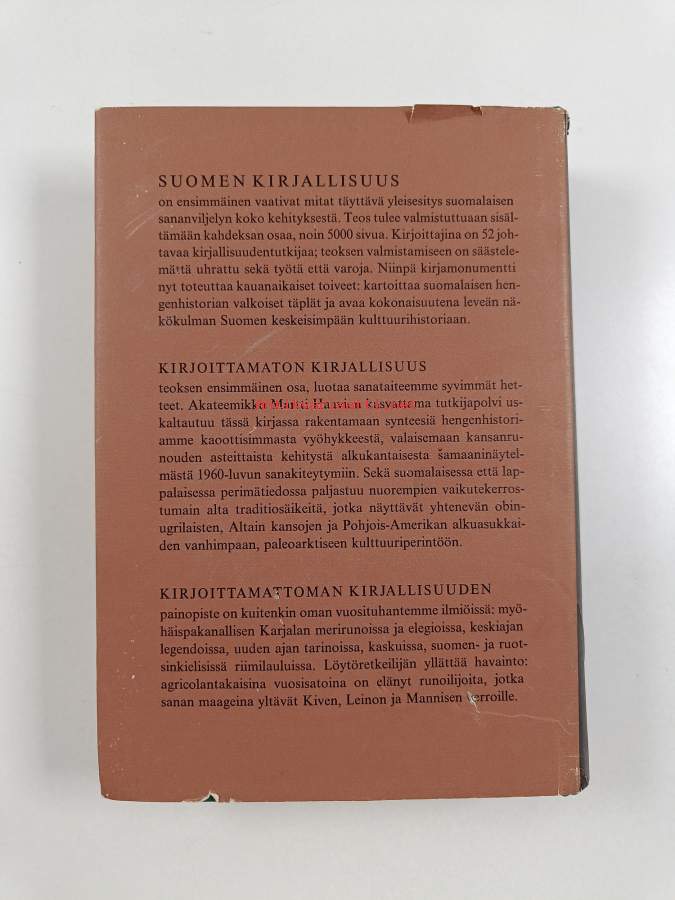 SUOMEN KIRJALLISUUS
on ensimmäinen vaativat mitat täyttävä yleisesitys suomalaisen
sananviljelyn koko kehityksestä. Teos tulee valmistuttuaan sisäl-
tämään kahdeksan osaa, noin 5000 sivua. Kirjoittajina on 52 joh-
tavaa kirjallisuudentutkijaa; teoksen valmistamiseen on säästele-
mättä uhrattu sekä työtä että varoja. Niinpä kirjamonumentti
nyt toteuttaa kauanaikaiset toiveet: kartoittaa suomalaisen hen-
genhistorian valkoiset täplät ja avaa kokonaisuutena leveän nä-
kökulman Suomen keskeisimpään kulttuurihistoriaan.
KIRJOITTAMATON KIRJALLISUUS
teoksen ensimmäinen osa, luotaa sanataiteemme syvimmät het-
teet. Akateemikko Martti Haavion kasvattama tutkijapolvi us-
kaltautuu tässä kirjassa rakentamaan synteesiä hengenhistori-
amme kaoottisimmasta vyöhykkeestä, valaisemaan kansanru-
nouden asteittaista kehitystä alkukantaisesta šamaaninäytel-
mästä 1960-luvun sanakiteytymiin. Sekä suomalaisessa että lap-
palaisessa perimätiedossa paljastuu nuorempien vaikutekerros-
tumain alta traditiosäikeitä, jotka näyttävät yhtenevän obin-
ugrilaisten, Altain kansojen ja Pohjois-Amerikan alkuasukkai-
den vanhimpaan, paleoarktiseen kulttuuriperintöön.
KIRJOITTAMATTOMAN KIRJALLISUUDEN
painopiste on kuitenkin oman vuosituhantemme ilmiöissä: myö-
häispakanallisen Karjalan merirunoissa ja elegioissa, keskiajan
legendoissa, uuden ajan tarinoissa, kaskuissa, suomen- ja ruot-
sinkielisissä riimilauluissa. Löytöretkeilijän yllättää havainto:
agricolantakaisina vuosisatoina on elänyt runoilijoita, jotka
sanan maageina yltävät Kiven, Leinon ja Mannisen verroille.